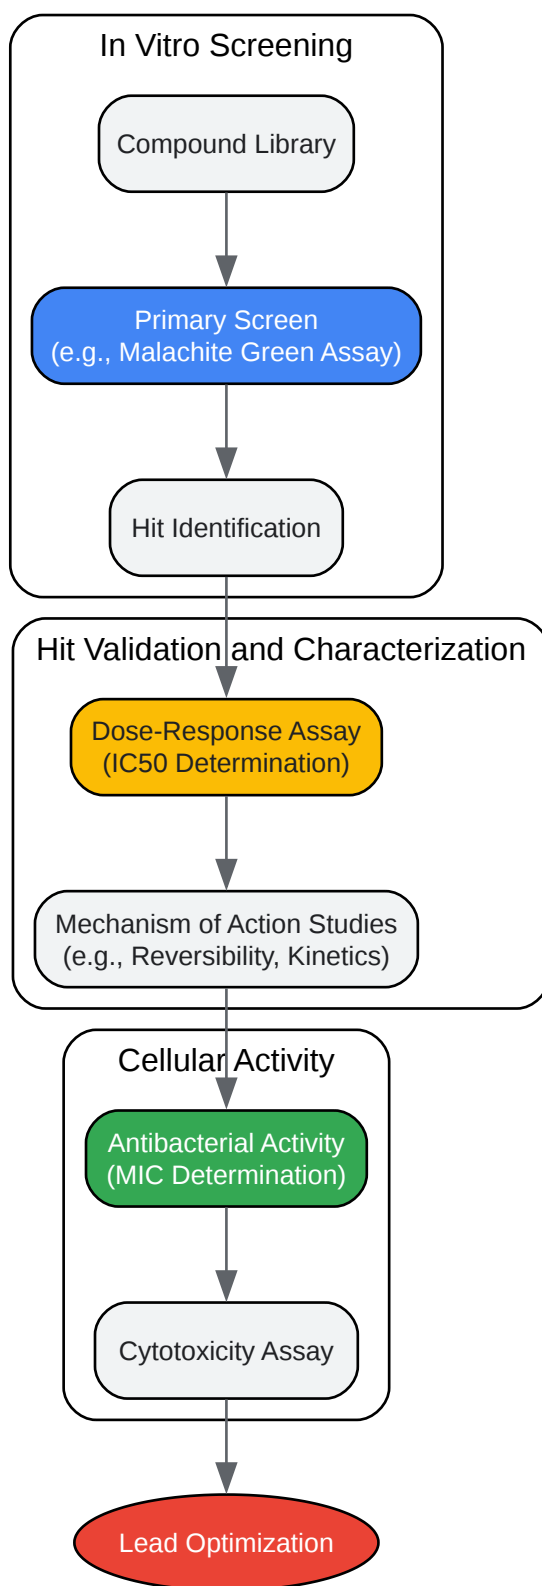 In Vitro Screening
Compound Library
Primary Screen
(e.g., Malachite Green Assay)
Hit Identification
Hit Validation and Characterization
Dose-Response Assay
(IC50 Determination)
Mechanism of Action Studies
(e.g., Reversibility, Kinetics)
Cellular Activity
Antibacterial Activity
(MIC Determination)
Cytotoxicity Assay
Lead Optimization